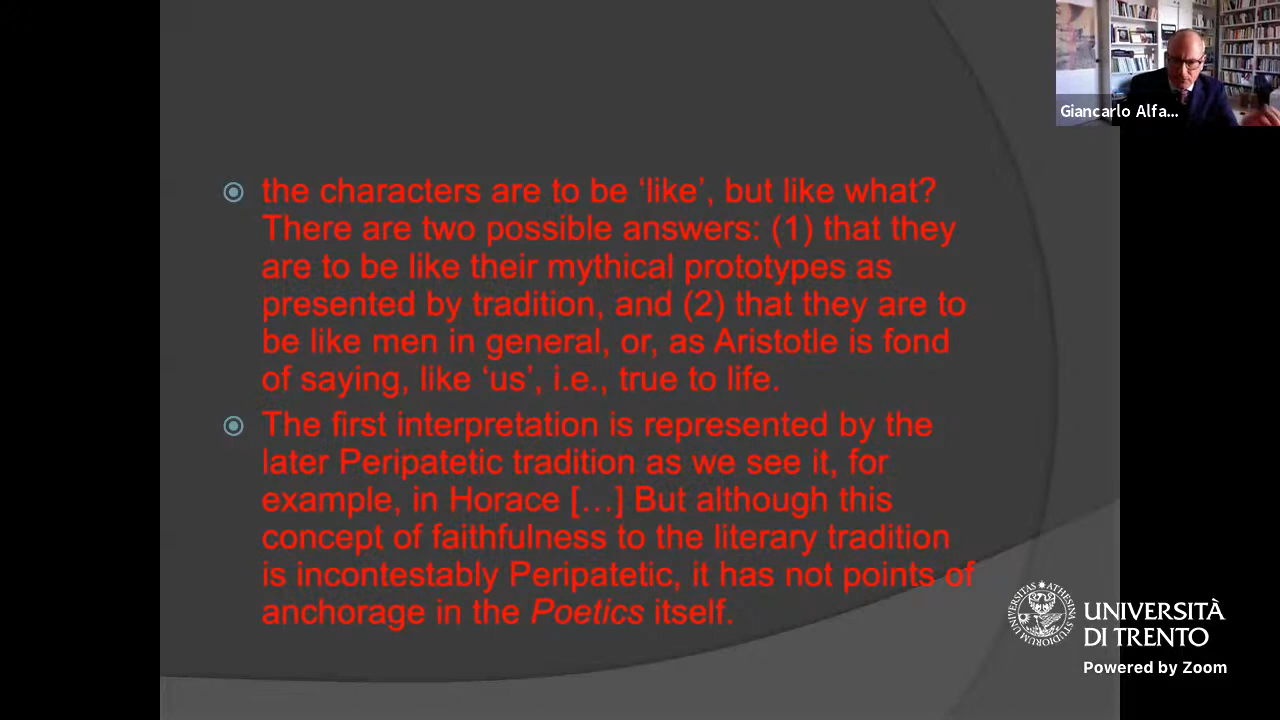 Giancarlo Alfa...
the characters are to be ‘like’, but like what?
There are two possible answers: (1) that they
are to be like their mythical prototypes as
presented by tradition, and (2) that they are to
be like men in general, or, as Aristotle is fond
of saying, like ‘us’, i.e., true to life.
The first interpretation is represented by the
later Peripatetic tradition as we see it, for
example, in Horace […] But although this
concept of faithfulness to the literary tradition
is incontestably Peripatetic, it has not points of
anchorage in the Poetics itself.
UNIVERSITÀ
DI TRENTO
Powered by Zoom